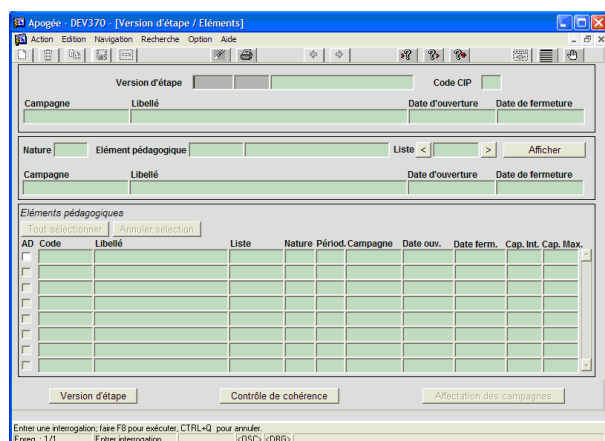 Apogée - DEV370 - [Version d'étape / Eléments]
Action Edition Navigation Recherche Option Aide
Version d'étape Code CIP
Campagne Libellé Date d'ouverture Date de fermeture
Nature Elément pédagogique Liste < > Afficher
Campagne Libellé Date d'ouverture Date de fermeture
Eléments pédagogiques
Tout sélectionner Annuler sélection
AD Code Libellé Liste Nature Périod. Campagne Date ouv. Date ferm. Cap. Int. Cap. Max.
Version d'étape Contrôle de cohérence Affectation des campagnes
Entrer une interrogation; faire F8 pour exécuter, CTRL+Q pour annuler.
Enreg. : 1/1 Entrer interrogation <OSC> <DBG>